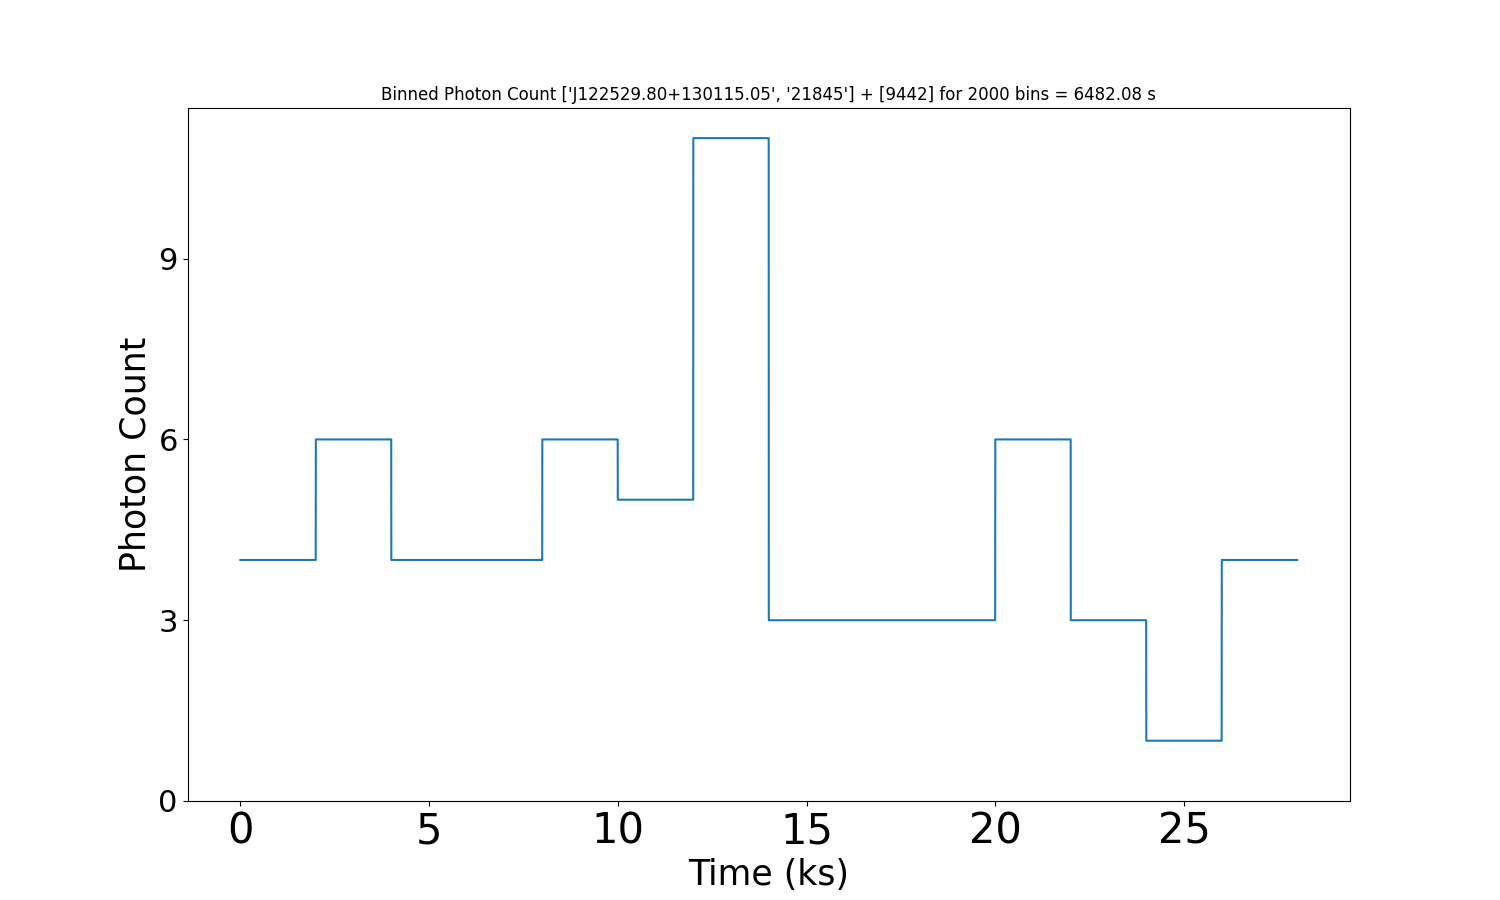 Binned Photon Count ['J122529.80+130115.05', '21845'] + [9442] for 2000 bins = 6482.08 s
9
6
3
0
Photon Count
0 5 10 15 20 25
Time (ks)